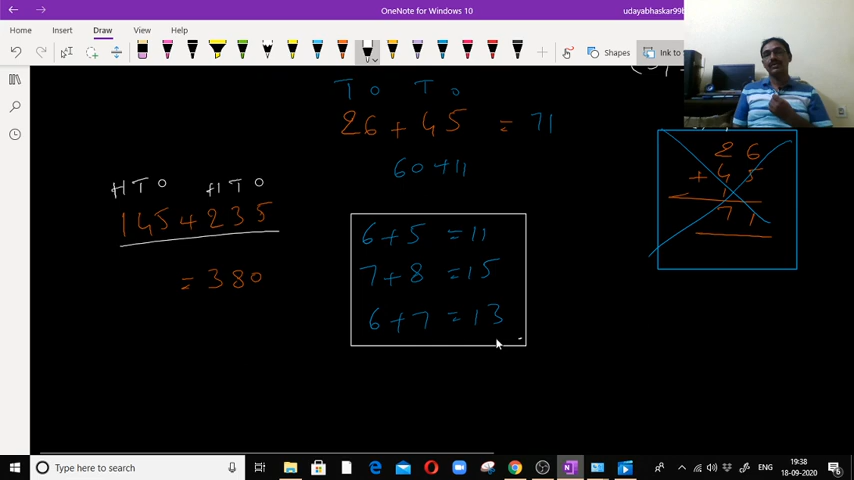 OneNote for Windows 10
udayabhaskar99
Home Insert Draw View Help
Shapes
Ink to
T O T O
26 + 45 = 71
60 + 11
H T O H T O
145 + 235
= 380
6 + 5 = 11
7 + 8 = 15
6 + 7 = 13
2 6
+ 4 5
1
7 1
Type here to search
ENG
19:38
18-09-2020